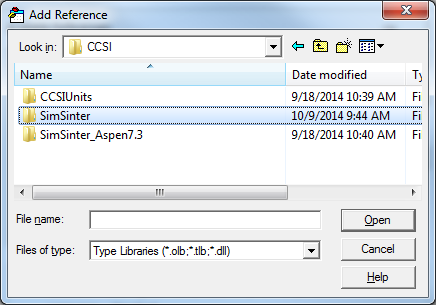 Add Reference
Look in: CCSI
Name Date modified Ty
CCSIUnits 9/18/2014 10:39 AM Fi
SimSinter 10/9/2014 9:44 AM Fi
SimSinter_Aspen7.3 9/18/2014 10:40 AM Fi
File name: Open
Files of type: Type Libraries (*.olb;*.tlb;*.dll) Cancel
Help